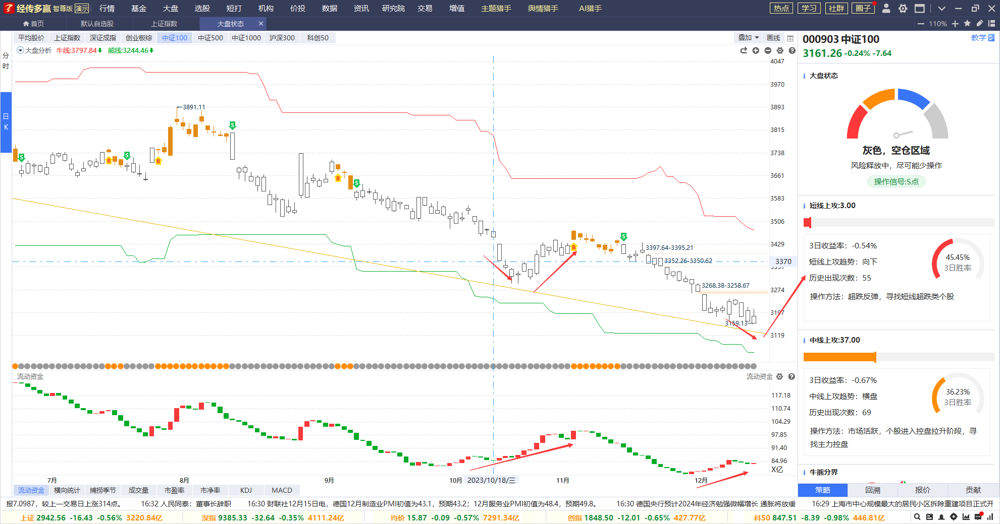 经传多赢 智尊版 演示 行情 基金 大盘 选股 短打 机构 价投 数据 资讯 研究院 交易 增值 主题猎手 舆情猎手 AI猎手 热点 学习 社群 圈子
首页 默认自选股 上证指数 大盘状态 110%
平均股价 上证指数 深证成指 创业板综 中证100 中证500 中证1000 沪深300 科创50 叠加 画线
大盘分析 牛线:3797.84 能线:3244.46
分时
日K
4047
3970
3893
3815
3738
3661
3583
3506
3429
3370
3351
3274
3197
3119
←3891.11
S
S
S
S
S
B
B
B
B
3397.64-3395.21
3352.26-3350.62
3268.38-3258.67
3159.13
流动资金 流动资金
117.18
110.74
104.29
97.85
91.40
84.96
X亿
7月 8月 9月 10月 2023/10/18/三 11月 12月
流动资金 横向统计 捕捞季节 成交量 市盈率 市净率 KDJ MACD
000903 中证100 教学
3161.26 -0.24% -7.64
大盘状态
灰色，空仓区域
风险释放中，尽可能少操作
操作信号:S点
短线上攻:3.00
3日收益率：-0.54%
短线上攻趋势：向下
历史出现次数：55
45.45%
3日胜率
操作方法：超跌反弹，寻找短线超跌类个股
中线上攻:37.00
3日收益率：-0.67%
中线上攻趋势：横盘
历史出现次数：69
36.23%
3日胜率
操作方法：市场活跃，个股进入控盘拉升阶段，寻
找主力控盘
牛能分界
策略 回溯 报价 贡献
报7.0987，较上一交易日上涨314点。 16:32 人民同泰：董事长辞职 16:30 财联社12月15日电，德国12月制造业PMI初值为43.1，预期43.2；12月服务业PMI初值为48.4，预期49.8。 16:30 德国央行预计2024年经济勉强微幅增长 通胀将放缓 16:29 上海市中心规模最大的居民小区拆除重建项目正式开
上证 2942.56 -16.43 -0.56% 3220.84亿 深指 9385.33 -32.64 -0.35% 4111.24亿 均价 15.87 -0.09 -0.57% 7291.34亿 创指 1848.50 -12.01 -0.65% 427.77亿 科50 847.51 -8.39 -0.98% 446.81亿